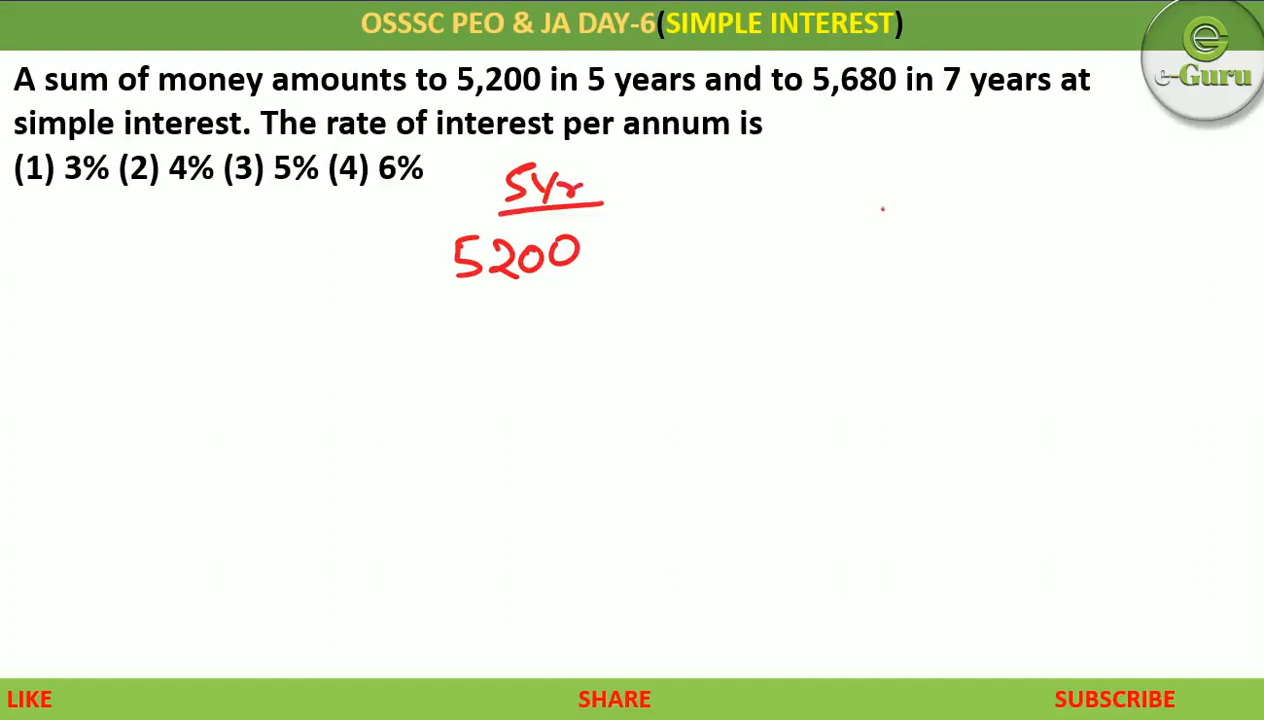 OSSSC PEO & JA DAY-6(SIMPLE INTEREST)
e-Guru
A sum of money amounts to 5,200 in 5 years and to 5,680 in 7 years at
simple interest. The rate of interest per annum is
(1) 3% (2) 4% (3) 5% (4) 6%
5Yr
5200
LIKE SHARE SUBSCRIBE